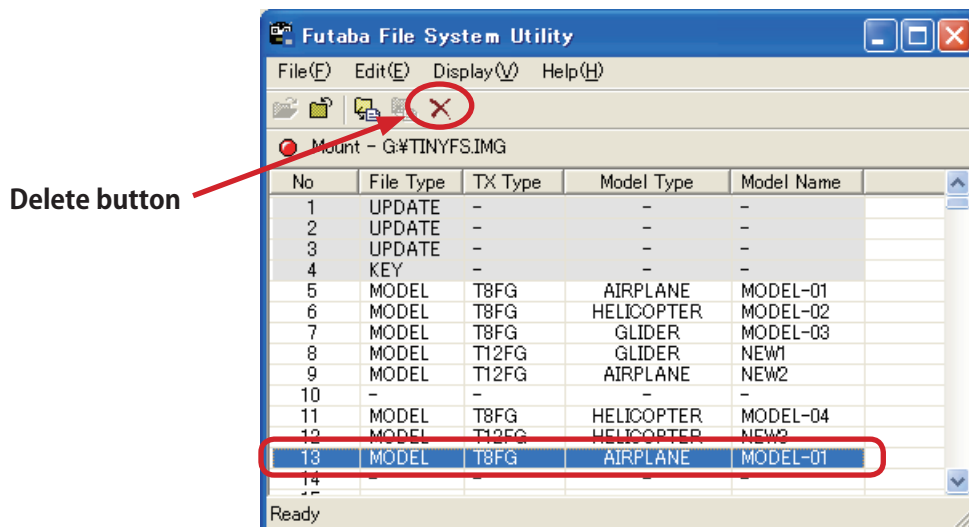 Futaba File System Utility
File(F) Edit(E) Display(V) Help(H)
Mount - G:¥TINYFS.IMG
Delete button
No File Type TX Type Model Type Model Name
1 UPDATE - - -
2 UPDATE - - -
3 UPDATE - - -
4 KEY - - -
5 MODEL T8FG AIRPLANE MODEL-01
6 MODEL T8FG HELICOPTER MODEL-02
7 MODEL T8FG GLIDER MODEL-03
8 MODEL T12FG GLIDER NEW1
9 MODEL T12FG AIRPLANE NEW2
10 - - - -
11 MODEL T8FG HELICOPTER MODEL-04
12 MODEL T12FG HELICOPTER NEW3
13 MODEL T8FG AIRPLANE MODEL-01
14 - - - -
Ready